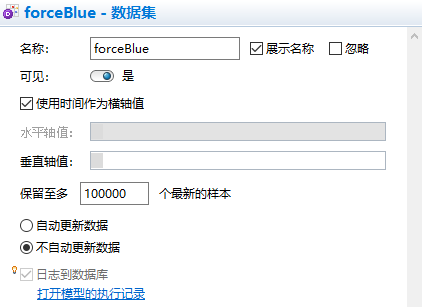 forceBlue - 数据集
名称： forceBlue 展示名称 忽略
可见： 是
使用时间作为横轴值
水平轴值：
垂直轴值：
保留至多 100000 个最新的样本
自动更新数据
不自动更新数据
日志到数据库
打开模型的执行记录